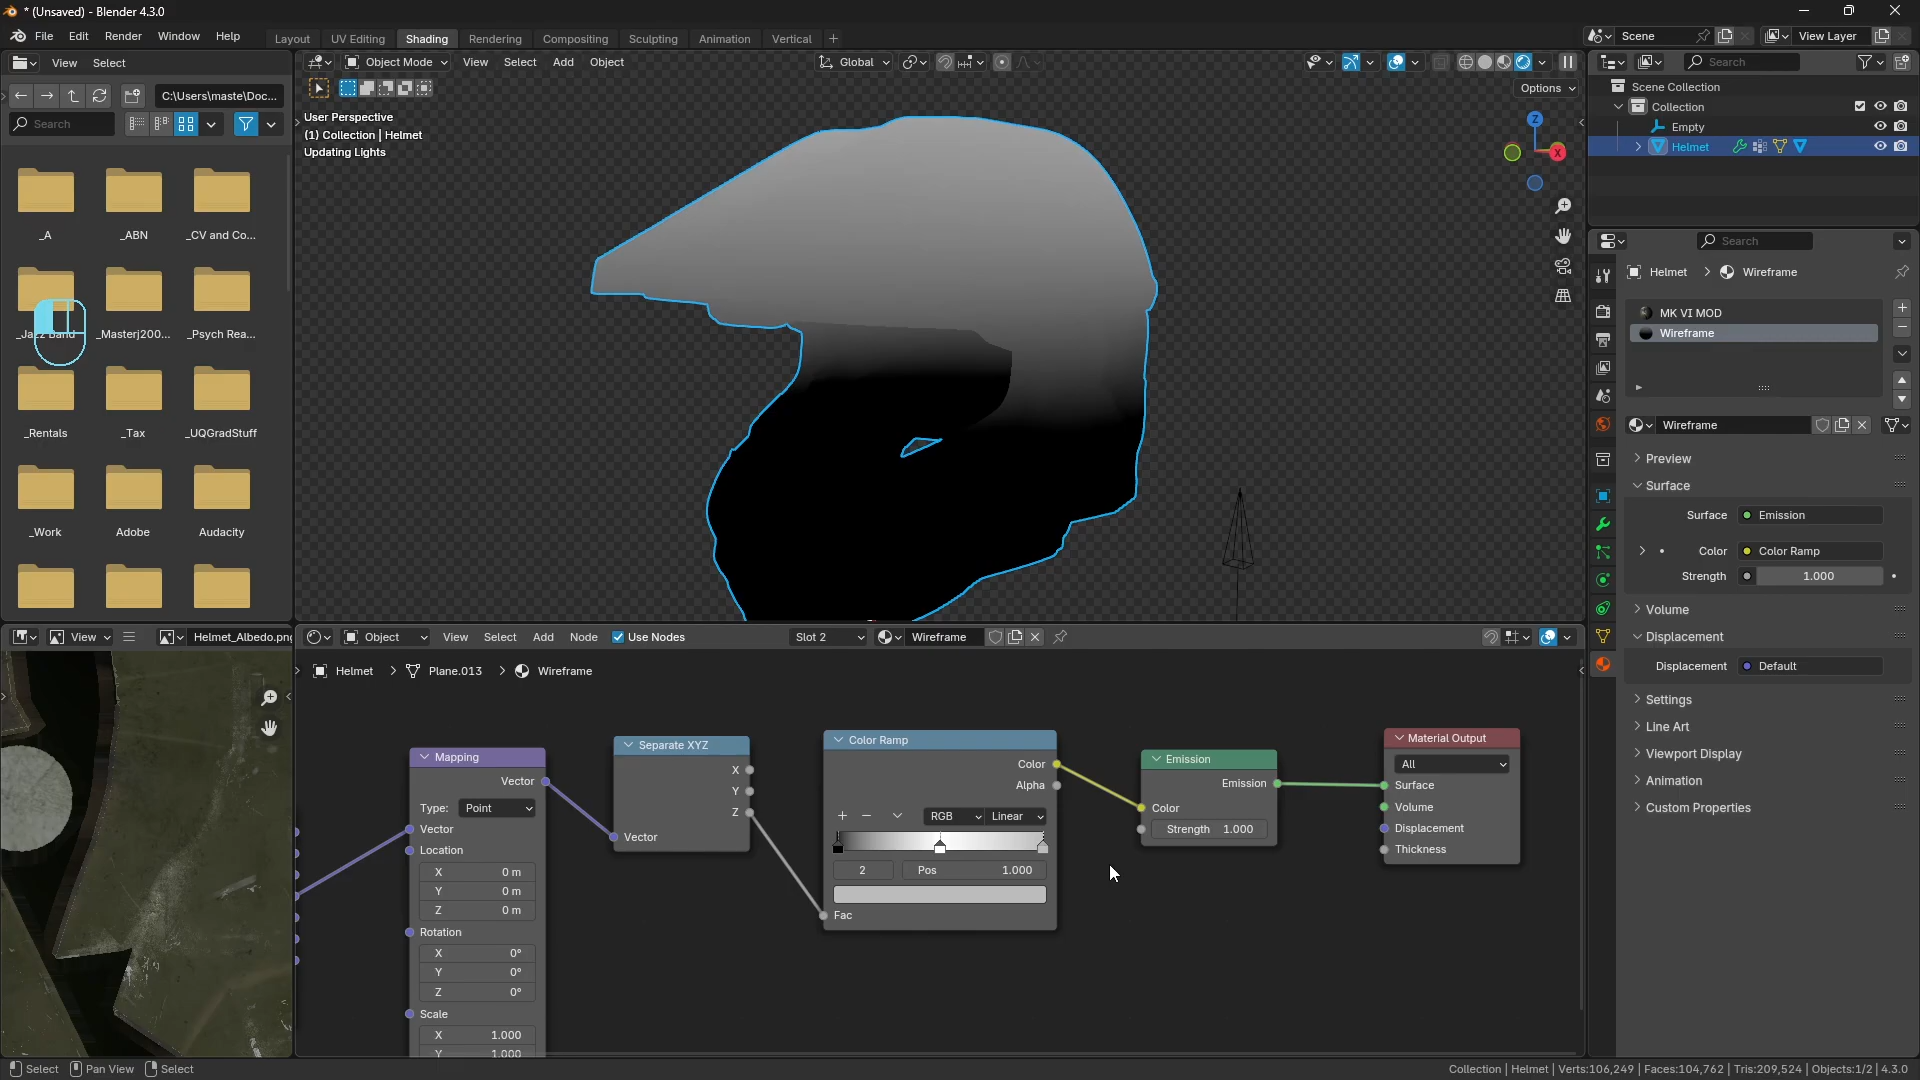 * (Unsaved) - Blender 4.3.0
File Edit Render Window Help
Layout UV Editing Shading Rendering Compositing Sculpting Animation Vertical +
Scene
View Layer
View Select
C:\Users\maste\Doc...
Search
_A _ABN _CV and Co...
_Jazz Band _Masterj200... _Psych Rea...
_Rentals _Tax _UQGradStuff
_Work Adobe Audacity
Object Mode View Select Add Object
Global
Options
User Perspective
(1) Collection | Helmet
Updating Lights
Z
X
Search
Scene Collection
Collection
Empty
Helmet
Search
Helmet > Wireframe
MK VI MOD
Wireframe
Wireframe
Preview
Surface
Surface Emission
Color Color Ramp
Strength 1.000
Volume
Displacement
Displacement Default
Settings
Line Art
Viewport Display
Animation
Custom Properties
View
Helmet_Albedo.png
Object View Select Add Node Use Nodes
Slot 2
Wireframe
Helmet > Plane.013 > Wireframe
Mapping
Vector
Type: Point
Vector
Location
X 0 m
Y 0 m
Z 0 m
Rotation
X 0°
Y 0°
Z 0°
Scale
X 1.000
Y 1.000
Separate XYZ
X
Y
Z
Vector
Color Ramp
Color
Alpha
+ − RGB Linear
2 Pos 1.000
Fac
Emission
Emission
Color
Strength 1.000
Material Output
All
Surface
Volume
Displacement
Thickness
Select Pan View Select
Collection | Helmet | Verts:106,249 | Faces:104,762 | Tris:209,524 | Objects:1/2 | 4.3.0